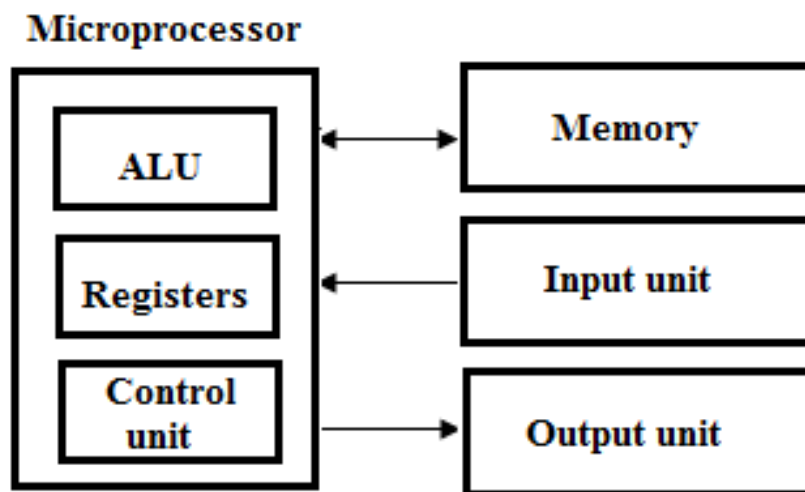 Microprocessor
ALU
Registers
Control
unit
Memory
Input unit
Output unit